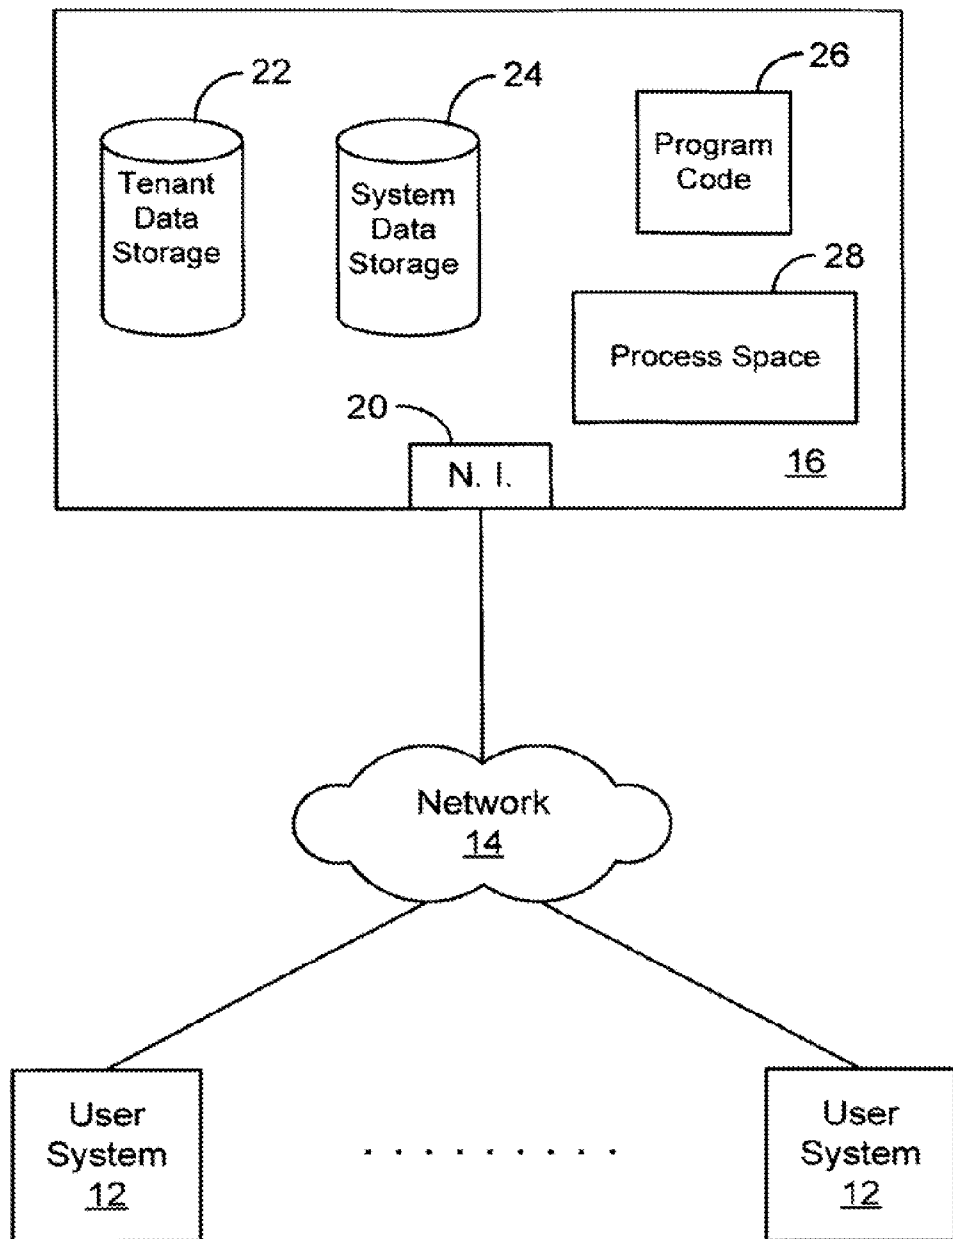 22
24
26
Tenant
Data
Storage
System
Data
Storage
Program
Code
28
Process Space
20
N. I.
16
Network
14
User
System
12
. . . . . . . . .
User
System
12